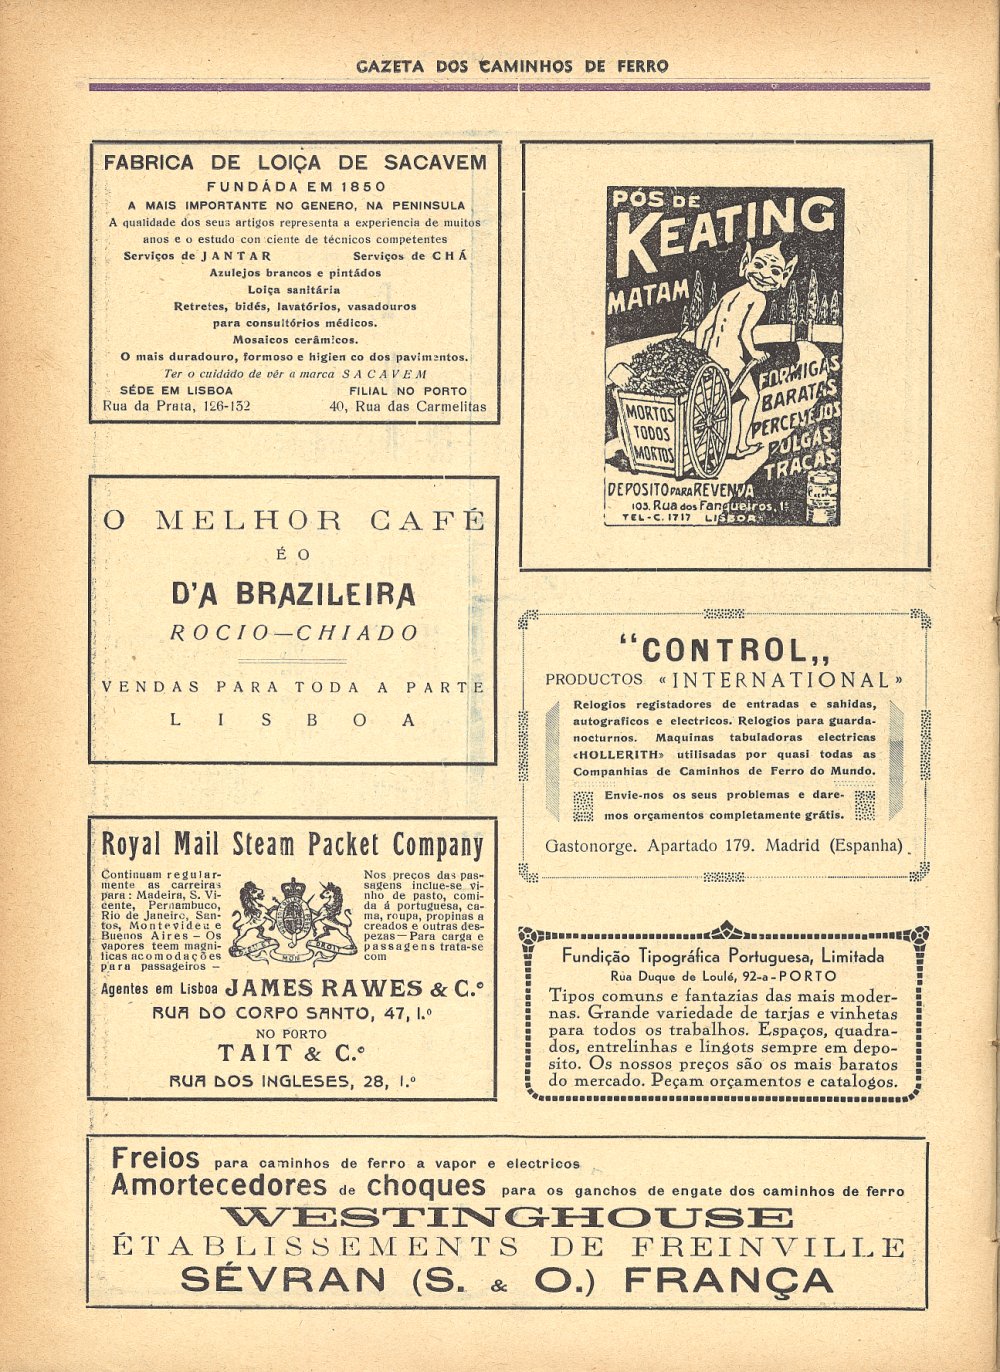 GAZETA DOS CAMINHOS DE FERRO
FABRICA DE LOIÇA DE SACAVEM
FUNDÁDA EM 1850
A MAIS IMPORTANTE NO GENERO, NA PENINSULA
A qualidade dos seus artigos representa a experiencia de muitos
anos e o estudo con ciente de técnicos competentes
Serviços de JANTAR Serviços de CHÁ
Azulejos brancos e pintádos
Loiça sanitária
Retretes, bidés, lavatórios, vasadouros
para consultórios médicos.
Mosaicos cerâmicos.
O mais duradouro, formoso e higien co dos pavimentos.
Ter o cuidádo de vêr a marca SACAVEM
SÉDE EM LISBOA FILIAL NO PORTO
Rua da Prata, 126-132 40, Rua das Carmelitas
O MELHOR CAFÉ
É O
D'A BRAZILEIRA
ROCIO—CHIADO
VENDAS PARA TODA A PARTE
LISBOA
Royal Mail Steam Packet Company
Continuam regular-
mente as carreiras
para: Madeira, S. Vi-
cente, Pernambuco,
Rio de Janeiro, San-
tos, Montevideu e
Buenos Aires — Os
vapores teem magni-
ficas acomodações
para passageiros —
Nos preços das pas-
sagens inclue-se vi-
nho de pasto, comi-
da á portuguesa, ca-
ma, roupa, propinas a
creados e outras des-
pezas — Para carga e
passagens trata-se
com
Agentes em Lisboa JAMES RAWES & C.º
RUA DO CORPO SANTO, 47, 1.º
NO PORTO
TAIT & C.º
RUA DOS INGLESES, 28, 1.º
PÓS DE
KEATING
MATAM
FORMIGAS
BARATAS
PERCEVEJOS
PULGAS
TRAÇAS
MORTOS
TODOS
MORTOS
DEPOSITO PARA REVENDA
103. Rua dos Fanqueiros, 1º
TEL-C. 1717 LISBOA
“CONTROL„
PRODUCTOS «INTERNATIONAL»
Relogios registadores de entradas e sahidas,
autograficos e electricos. Relogios para guarda-
nocturnos. Maquinas tabuladoras electricas
«HOLLERITH» utilisadas por quasi todas as
Companhias de Caminhos de Ferro do Mundo.
Envie-nos os seus problemas e dare-
mos orçamentos completamente grátis.
Gastonorge. Apartado 179. Madrid (Espanha).
Fundição Tipográfica Portuguesa, Limitada
Rua Duque de Loulé, 92-a-PORTO
Tipos comuns e fantazias das mais moder-
nas. Grande variedade de tarjas e vinhetas
para todos os trabalhos. Espaços, quadra-
dos, entrelinhas e lingots sempre em depo-
sito. Os nossos preços são os mais baratos
do mercado. Peçam orçamentos e catalogos.
Freios para caminhos de ferro a vapor e electricos
Amortecedores de choques para os ganchos de engate dos caminhos de ferro
WESTINGHOUSE
ÉTABLISSEMENTS DE FREINVILLE
SÉVRAN (S. & O.) FRANÇA